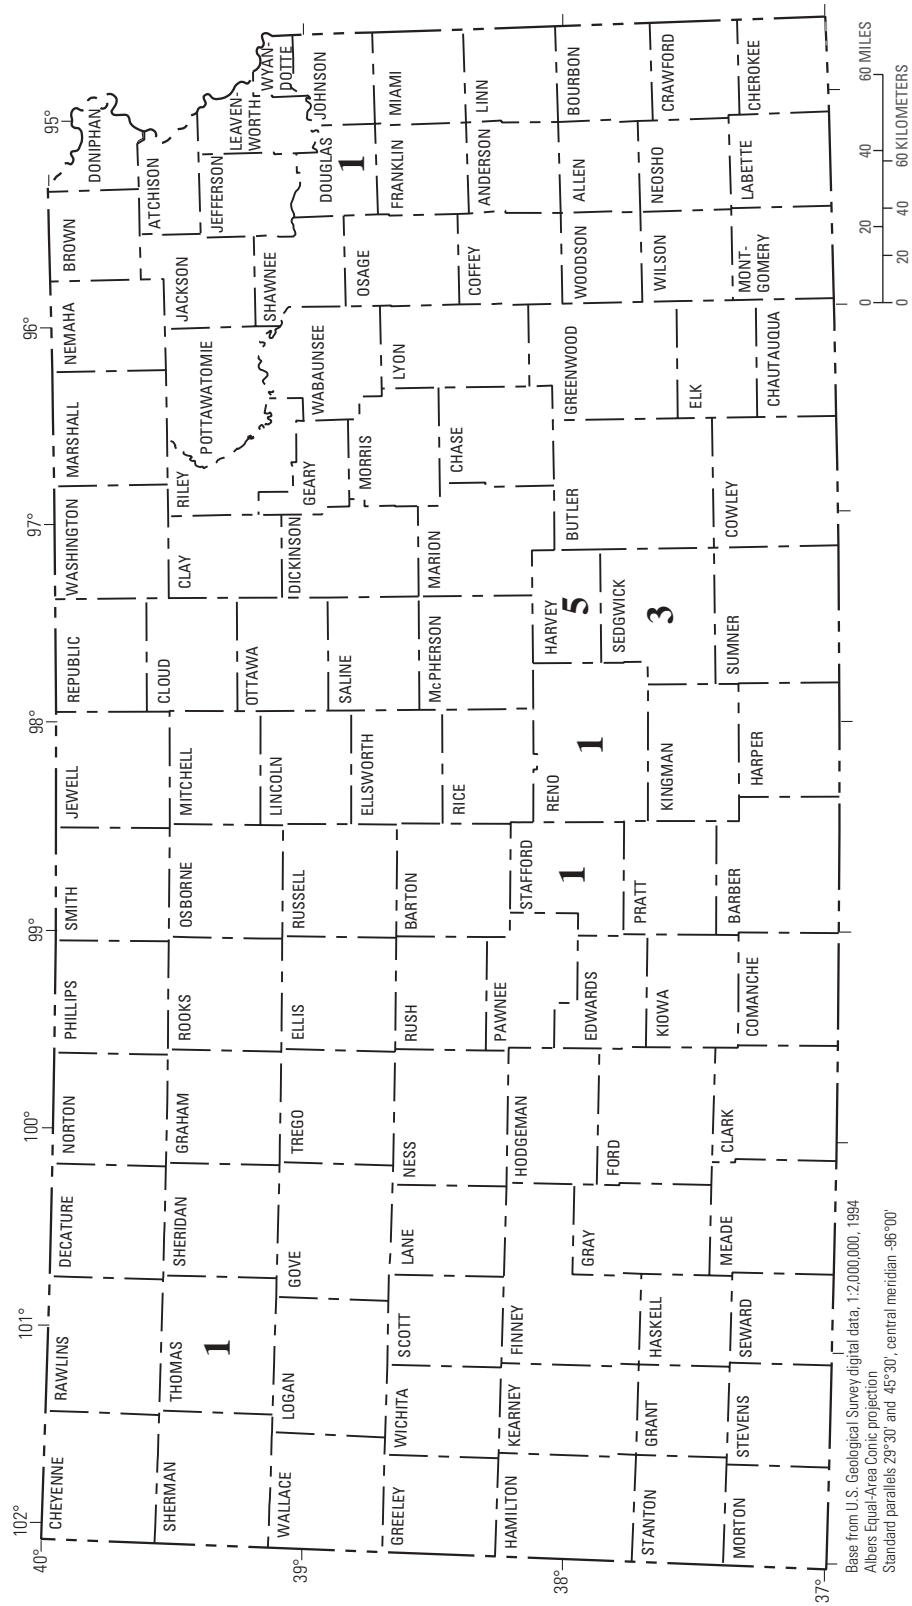 102°
101°
100°
99°
98°
97°
96°
95°
40°
39°
38°
37°
CHEYENNE
RAWLINS
DECATURE
NORTON
PHILLIPS
SMITH
JEWELL
REPUBLIC
WASHINGTON
MARSHALL
NEMAHA
BROWN
DONIPHAN
SHERMAN
THOMAS
1
SHERIDAN
GRAHAM
ROOKS
OSBORNE
MITCHELL
CLOUD
CLAY
RILEY
POTTAWATOMIE
JACKSON
ATCHISON
JEFFERSON
LEAVEN-
WORTH
WYAN-
DOTTE
WALLACE
LOGAN
GOVE
TREGO
ELLIS
RUSSELL
LINCOLN
OTTAWA
DICKINSON
GEARY
WABAUNSEE
SHAWNEE
DOUGLAS
1
JOHNSON
ELLSWORTH
SALINE
MORRIS
OSAGE
FRANKLIN
MIAMI
GREELEY
WICHITA
SCOTT
LANE
NESS
RUSH
BARTON
RICE
McPHERSON
MARION
CHASE
LYON
COFFEY
ANDERSON
LINN
HAMILTON
KEARNEY
FINNEY
HODGEMAN
PAWNEE
STAFFORD
1
RENO
1
HARVEY
5
BUTLER
GREENWOOD
WOODSON
ALLEN
BOURBON
GRAY
FORD
EDWARDS
SEDGWICK
3
STANTON
GRANT
HASKELL
KIOWA
PRATT
KINGMAN
ELK
WILSON
NEOSHO
CRAWFORD
MORTON
STEVENS
SEWARD
MEADE
CLARK
COMANCHE
BARBER
HARPER
SUMNER
COWLEY
CHAUTAUQUA
MONT-
GOMERY
LABETTE
CHEROKEE
Base from U.S. Geological Survey digital data, 1:2,000,000, 1994
Albers Equal-Area Conic projection
Standard parallels 29°30' and 45°30', central meridian -96°00'
0 20 40 60 MILES
0 20 40 60 KILOMETERS